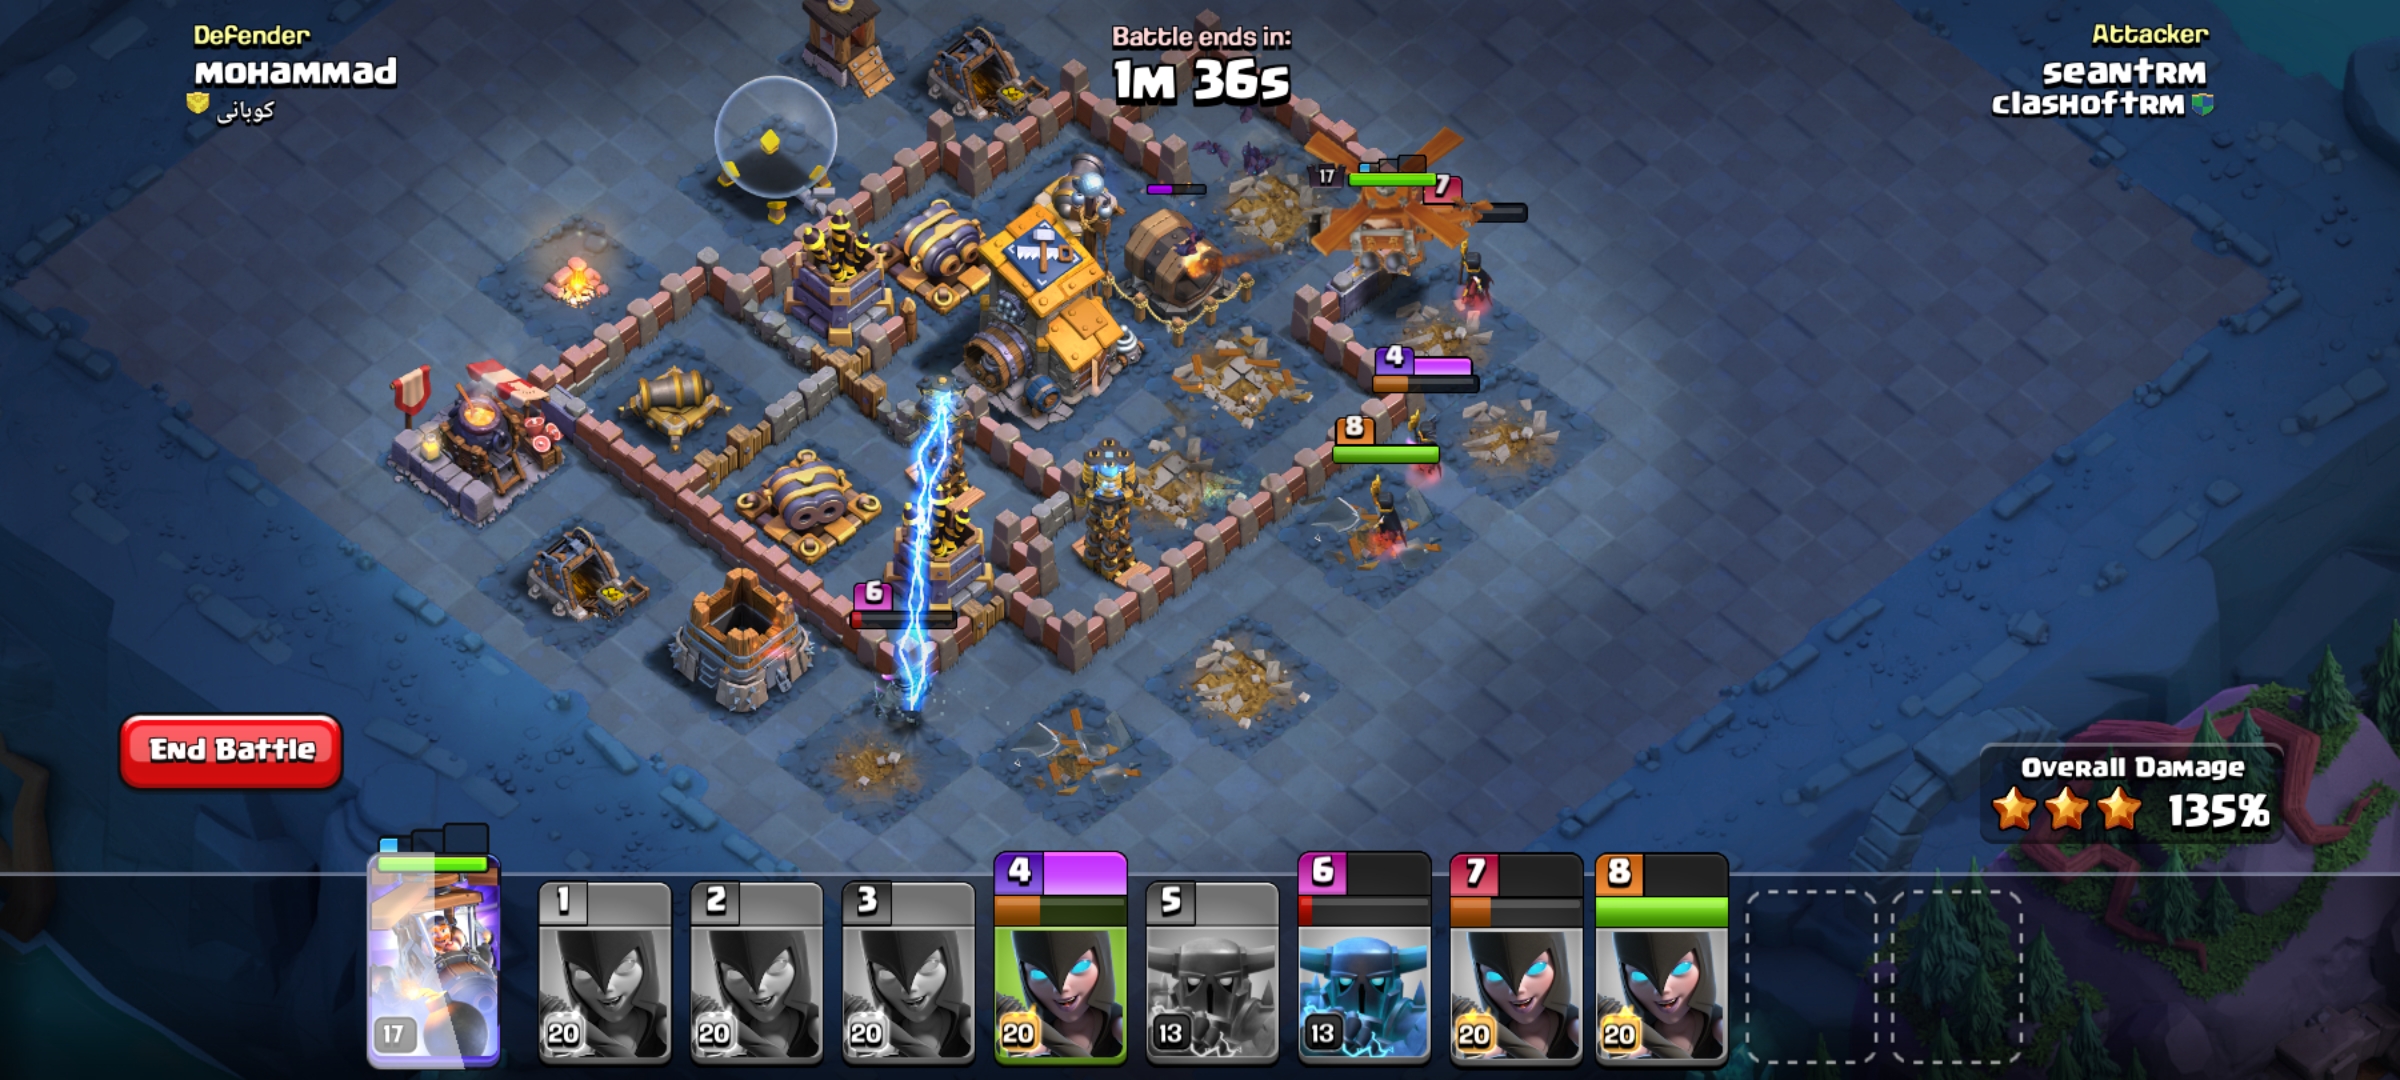 Defender
mohammad
كوباني
Battle ends in:
1m 36s
Attacker
seantrm
clashoftrm
17
7
4
8
6
End Battle
Overall Damage
135%
17
1
20
2
20
3
20
4
20
5
13
6
13
7
20
8
20